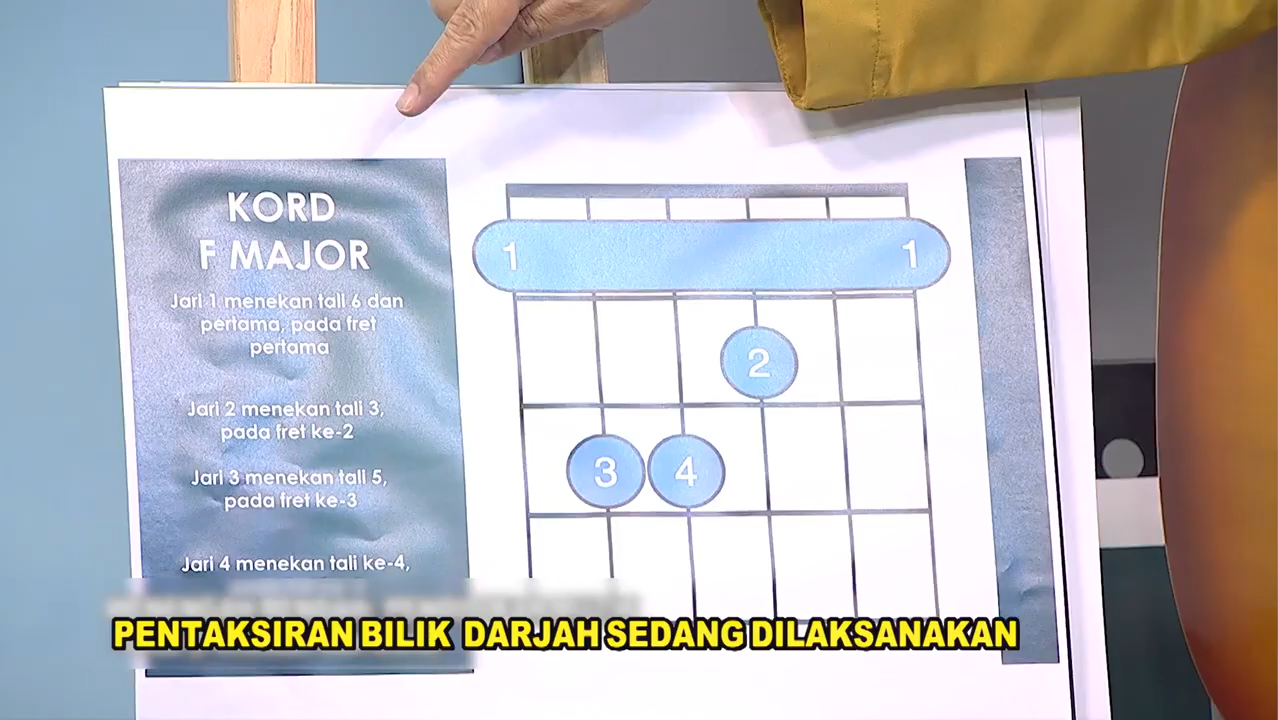 KORD
F MAJOR
Jari 1 menekan tali 6 dan
pertama, pada fret
pertama
Jari 2 menekan tali 3,
pada fret ke-2
Jari 3 menekan tali 5,
pada fret ke-3
Jari 4 menekan tali ke-4,
1 1
2
3 4
PENTAKSIRAN BILIK DARJAH SEDANG DILAKSANAKAN